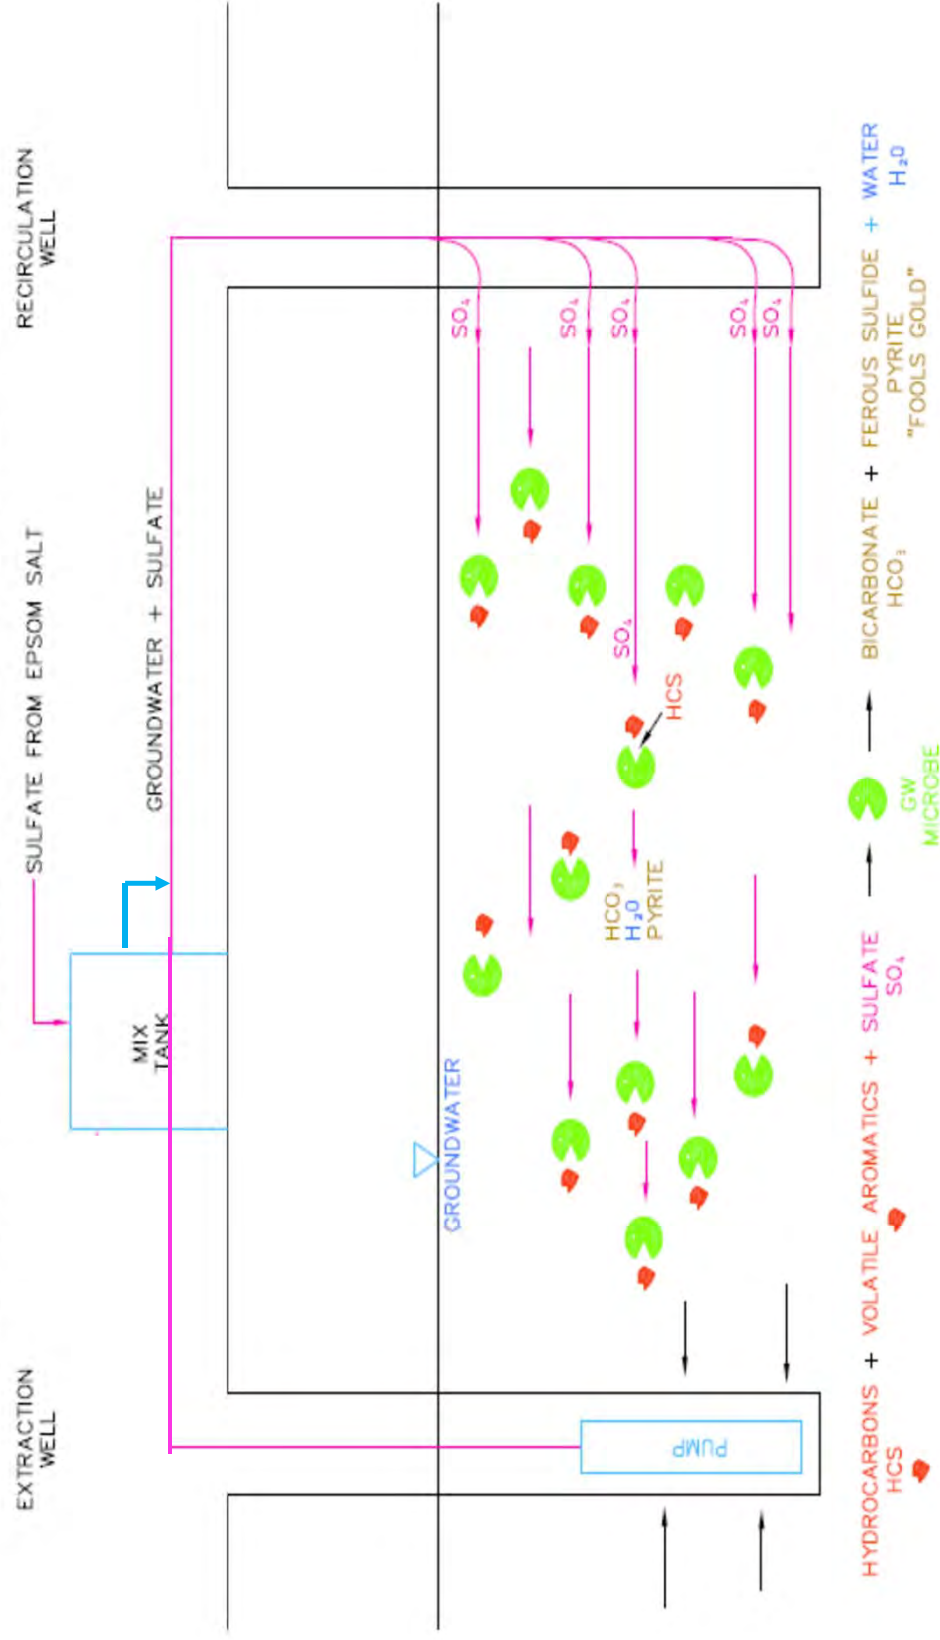 EXTRACTION
WELL
SULFATE FROM EPSOM SALT
RECIRCULATION
WELL
MIX
TANK
GROUNDWATER + SULFATE
GROUNDWATER
SO₄
SO₄
SO₄
SO₄
SO₄
SO₄
HCS
HCO₃
H₂O
PYRITE
PUMP
HYDROCARBONS + VOLATILE AROMATICS + SULFATE
HCS
SO₄
GW
MICROBE
BICARBONATE + FEROUS SULFIDE + WATER
HCO₃
PYRITE
H₂O
"FOOLS GOLD"